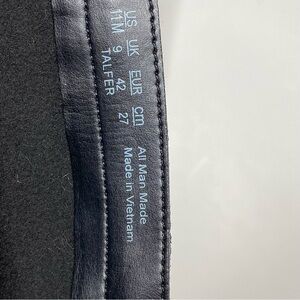 US UK EUR cm
11M 9 42 27
TALFER
All Man Made
Made in Vietnam